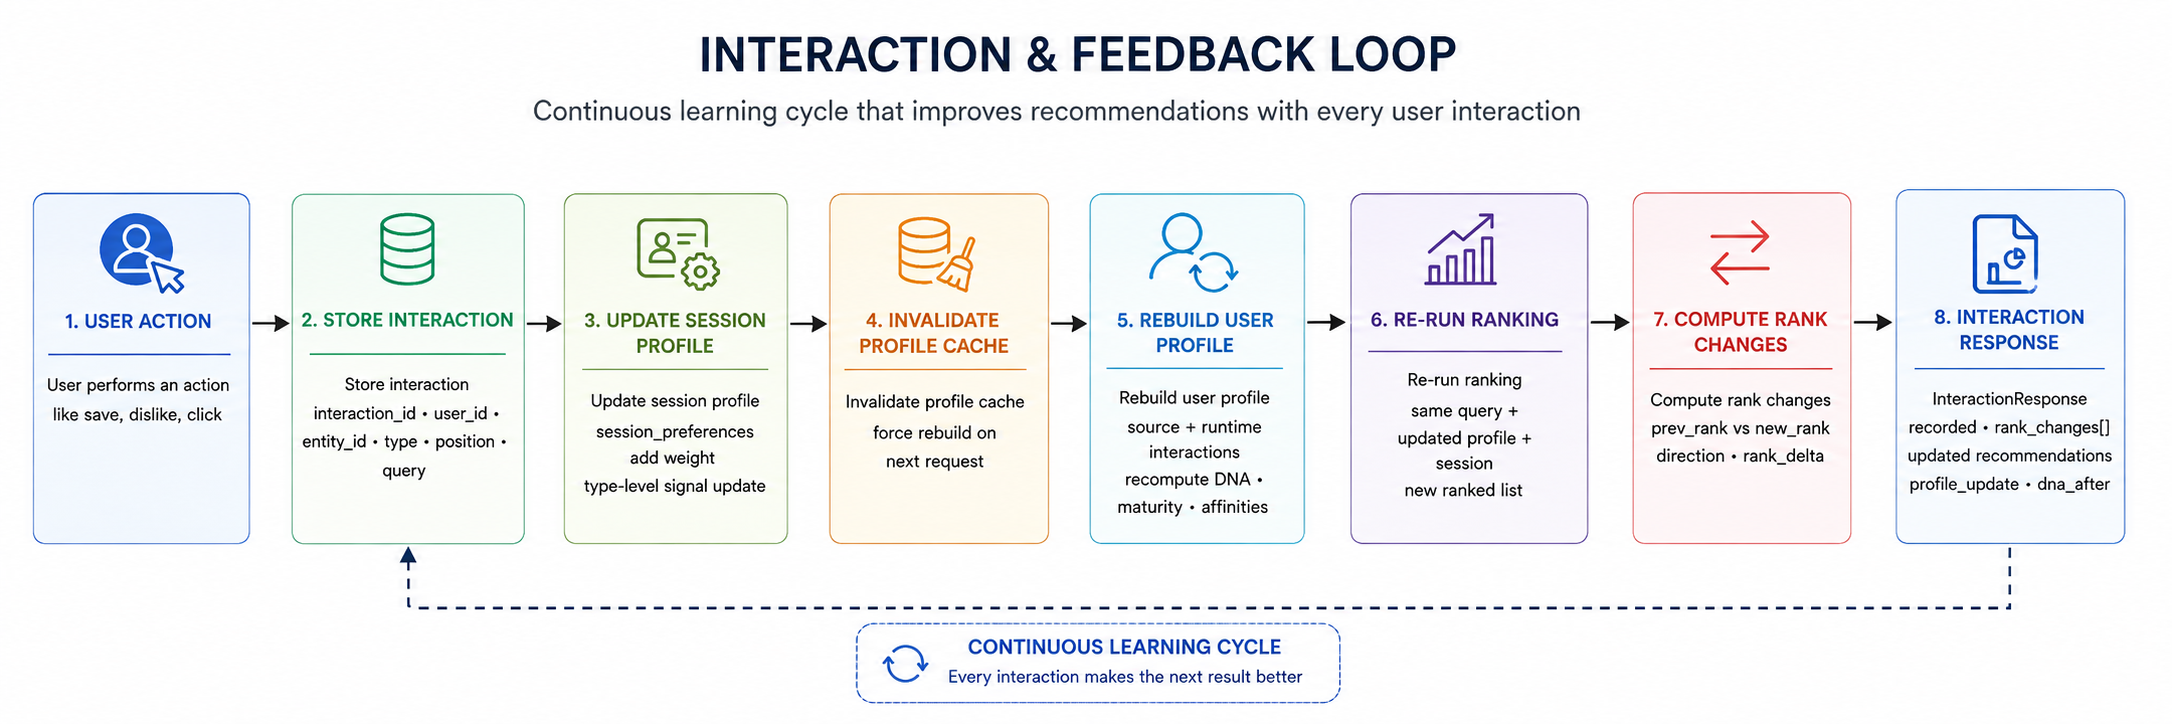 INTERACTION & FEEDBACK LOOP
Continuous learning cycle that improves recommendations with every user interaction
1. USER ACTION
User performs an action
like save, dislike, click
2. STORE INTERACTION
Store interaction
interaction_id • user_id •
entity_id • type • position •
query
3. UPDATE SESSION
PROFILE
Update session profile
session_preferences
add weight
type-level signal update
4. INVALIDATE
PROFILE CACHE
Invalidate profile cache
force rebuild on
next request
5. REBUILD USER
PROFILE
Rebuild user profile
source + runtime
interactions
recompute DNA •
maturity • affinities
6. RE-RUN RANKING
Re-run ranking
same query +
updated profile +
session
new ranked list
7. COMPUTE RANK
CHANGES
Compute rank changes
prev_rank vs new_rank
direction • rank_delta
8. INTERACTION
RESPONSE
InteractionResponse
recorded • rank_changes[]
updated recommendations
profile_update • dna_after
CONTINUOUS LEARNING CYCLE
Every interaction makes the next result better